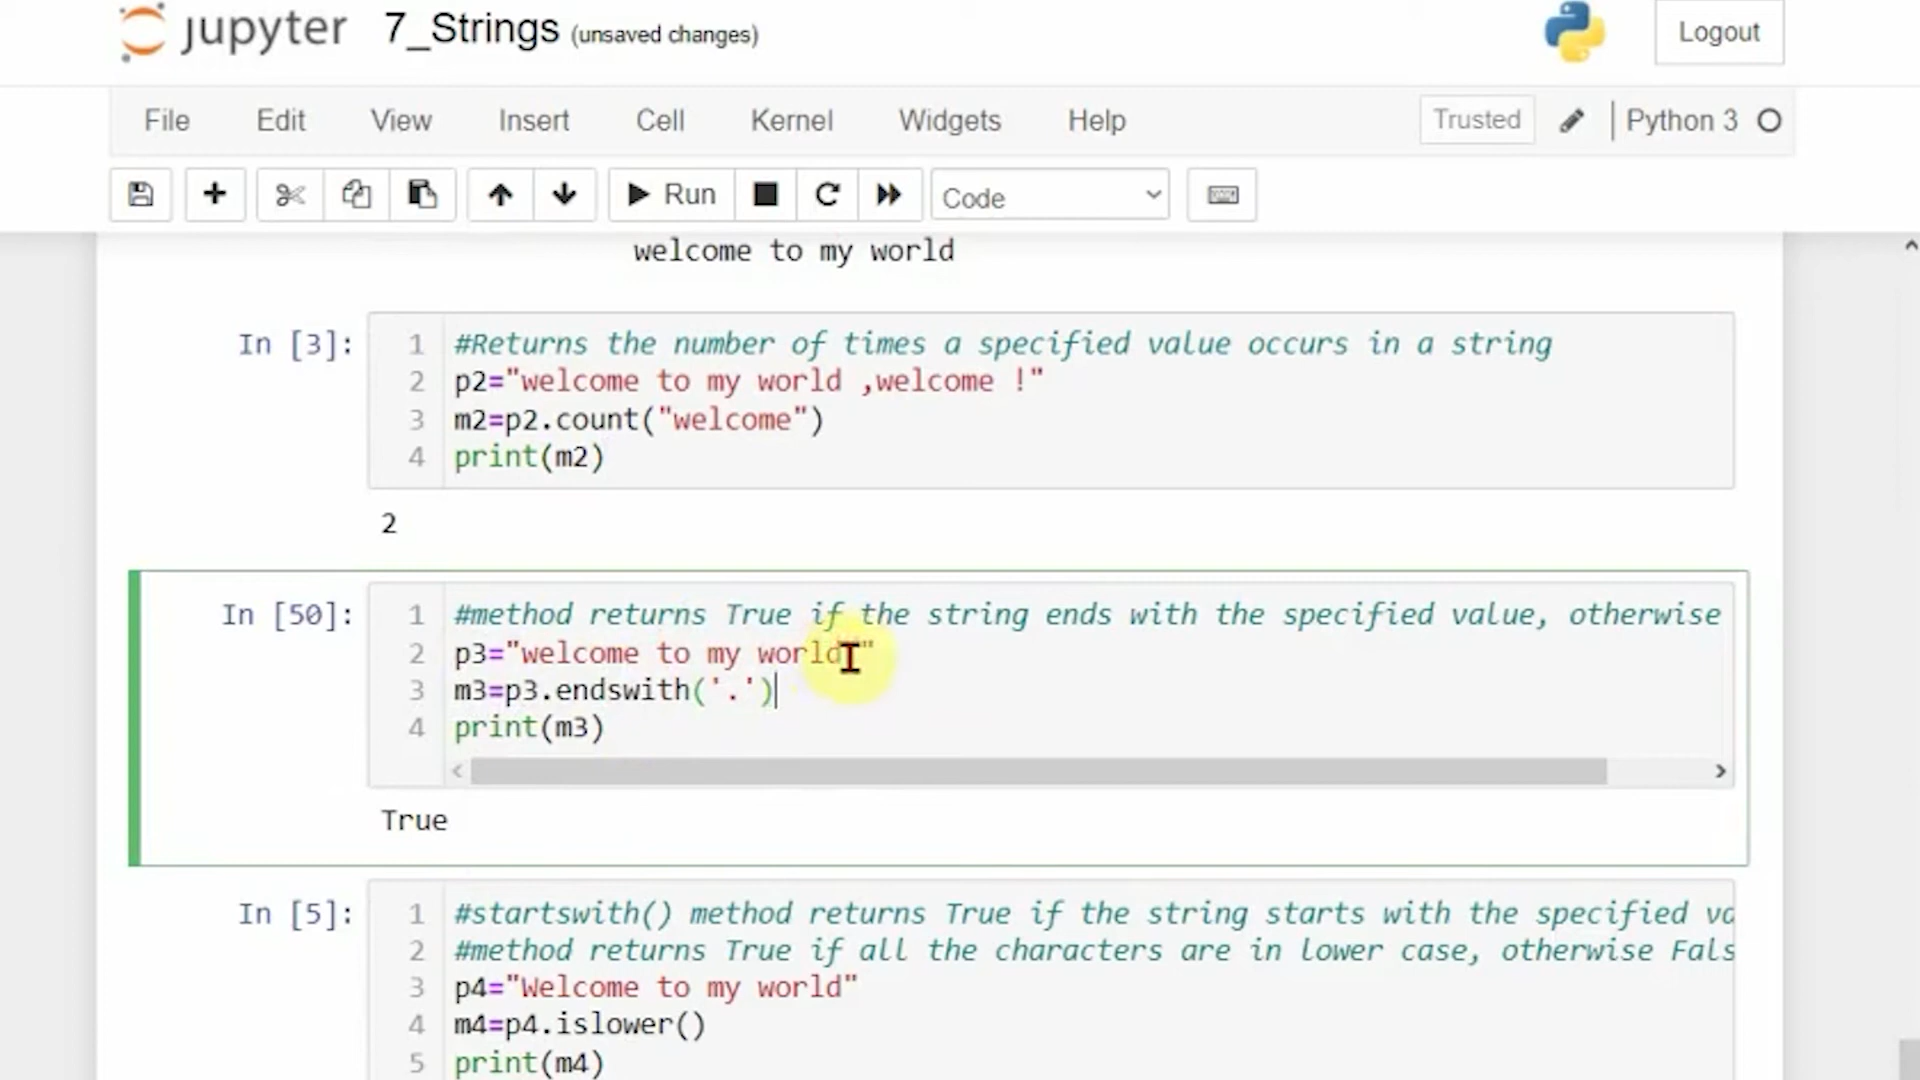 jupyter 7_Strings (unsaved changes)
Logout
File Edit View Insert Cell Kernel Widgets Help
Trusted
Python 3
Run
Code
welcome to my world
In [3]:
1 #Returns the number of times a specified value occurs in a string
2 p2="welcome to my world ,welcome !"
3 m2=p2.count("welcome")
4 print(m2)
2
In [50]:
1 #method returns True if the string ends with the specified value, otherwise
2 p3="welcome to my world"
3 m3=p3.endswith('.')
4 print(m3)
True
In [5]:
1 #startswith() method returns True if the string starts with the specified
2 #method returns True if all the characters are in lower case, otherwise Fals
3 p4="Welcome to my world"
4 m4=p4.islower()
5 print(m4)